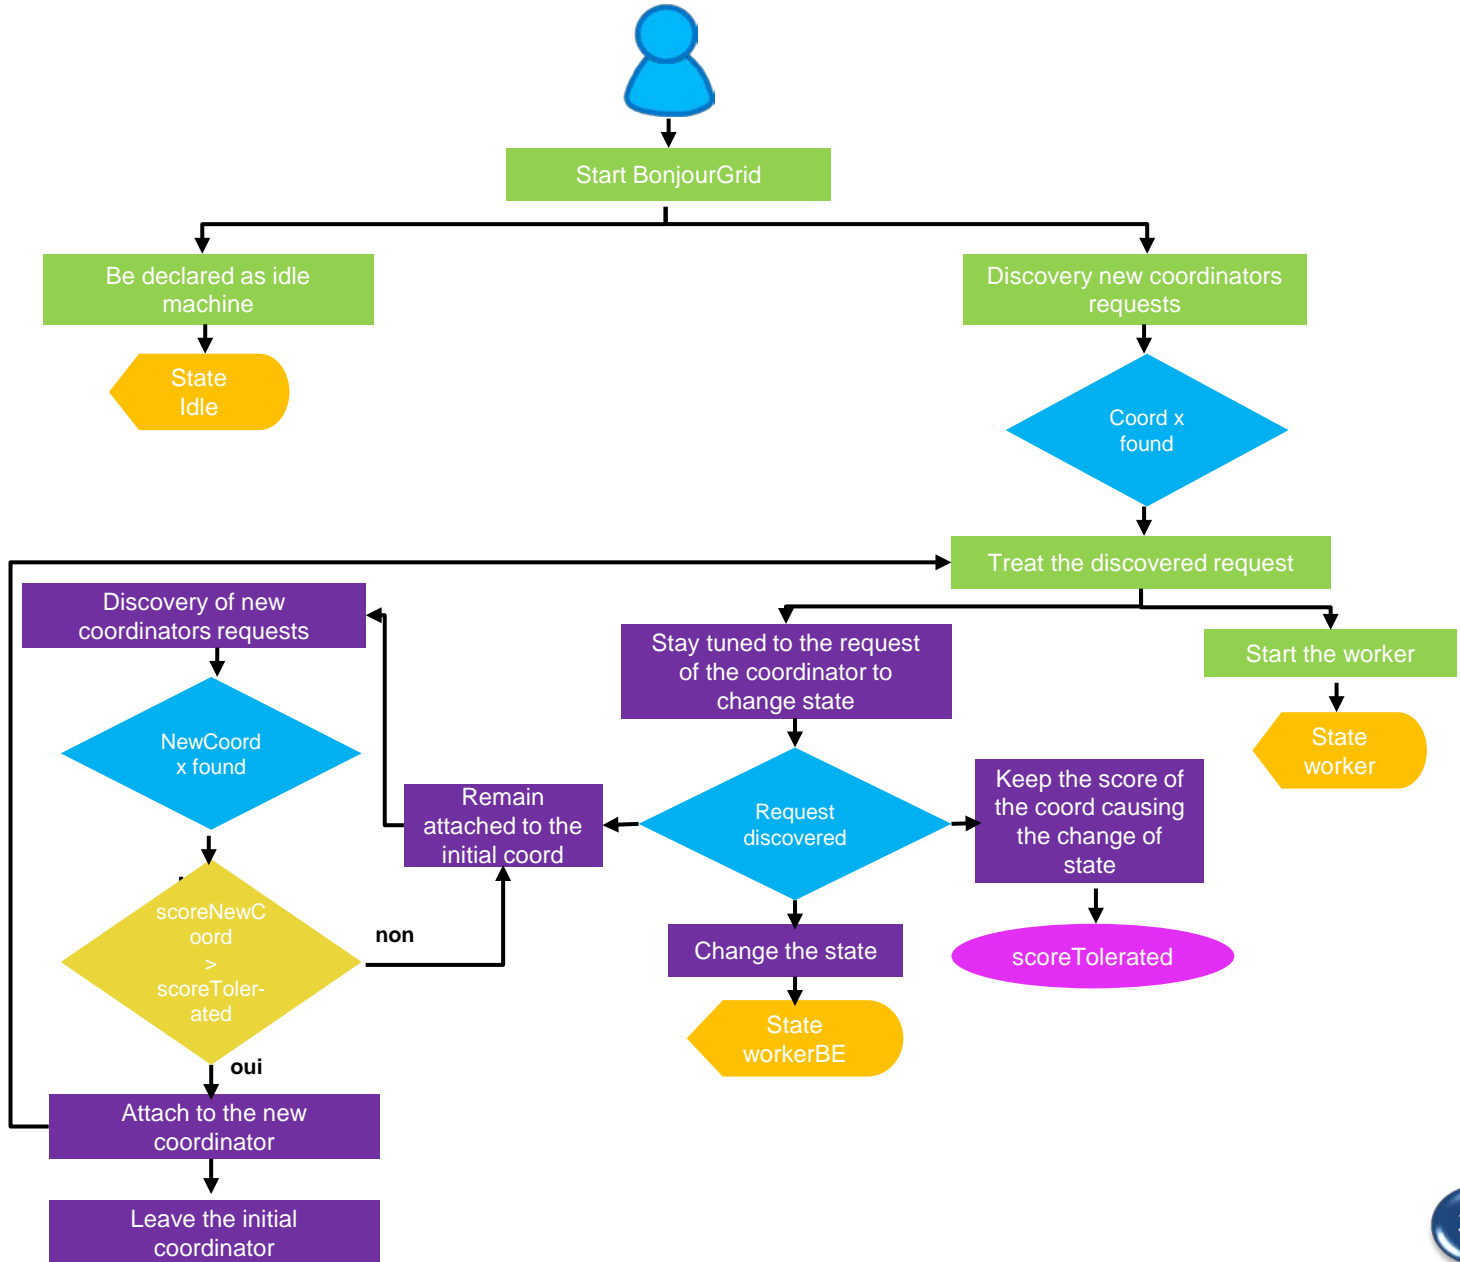 Start BonjourGrid
Be declared as idle
machine
Discovery new coordinators
requests
State
Idle
Coord x
found
Treat the discovered request
Discovery of new
coordinators requests
Stay tuned to the request
of the coordinator to
change state
Start the worker
NewCoord
x found
State
worker
Remain
attached to the
initial coord
Request
discovered
Keep the score of
the coord causing
the change of
state
scoreNewC
oord
>
scoreToler-
ated
non
Change the state
scoreTolerated
State
workerBE
oui
Attach to the new
coordinator
Leave the initial
coordinator